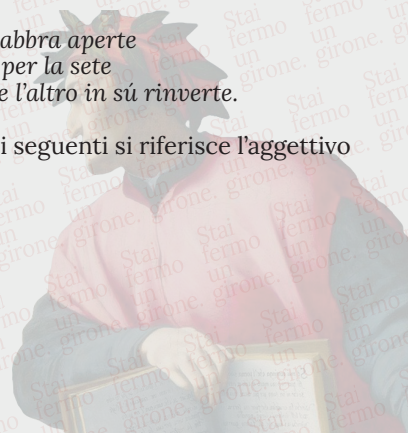 abbra aperte
per la sete
e l’altro in sú rinverte.
i seguenti si riferisce l’aggettivo
Stai fermo un girone.